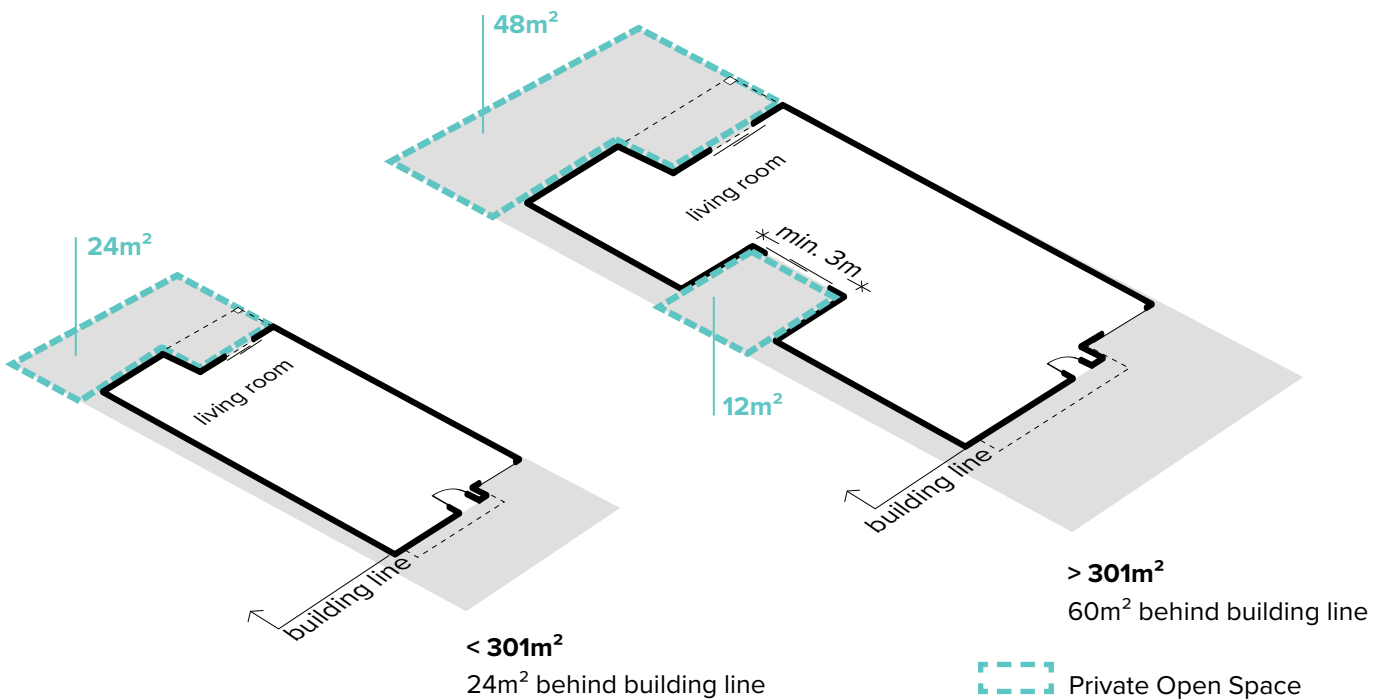 48m²
living room
min. 3m
24m²
living room
12m²
building line
building line
> 301m²
60m² behind building line
< 301m²
24m² behind building line
Private Open Space